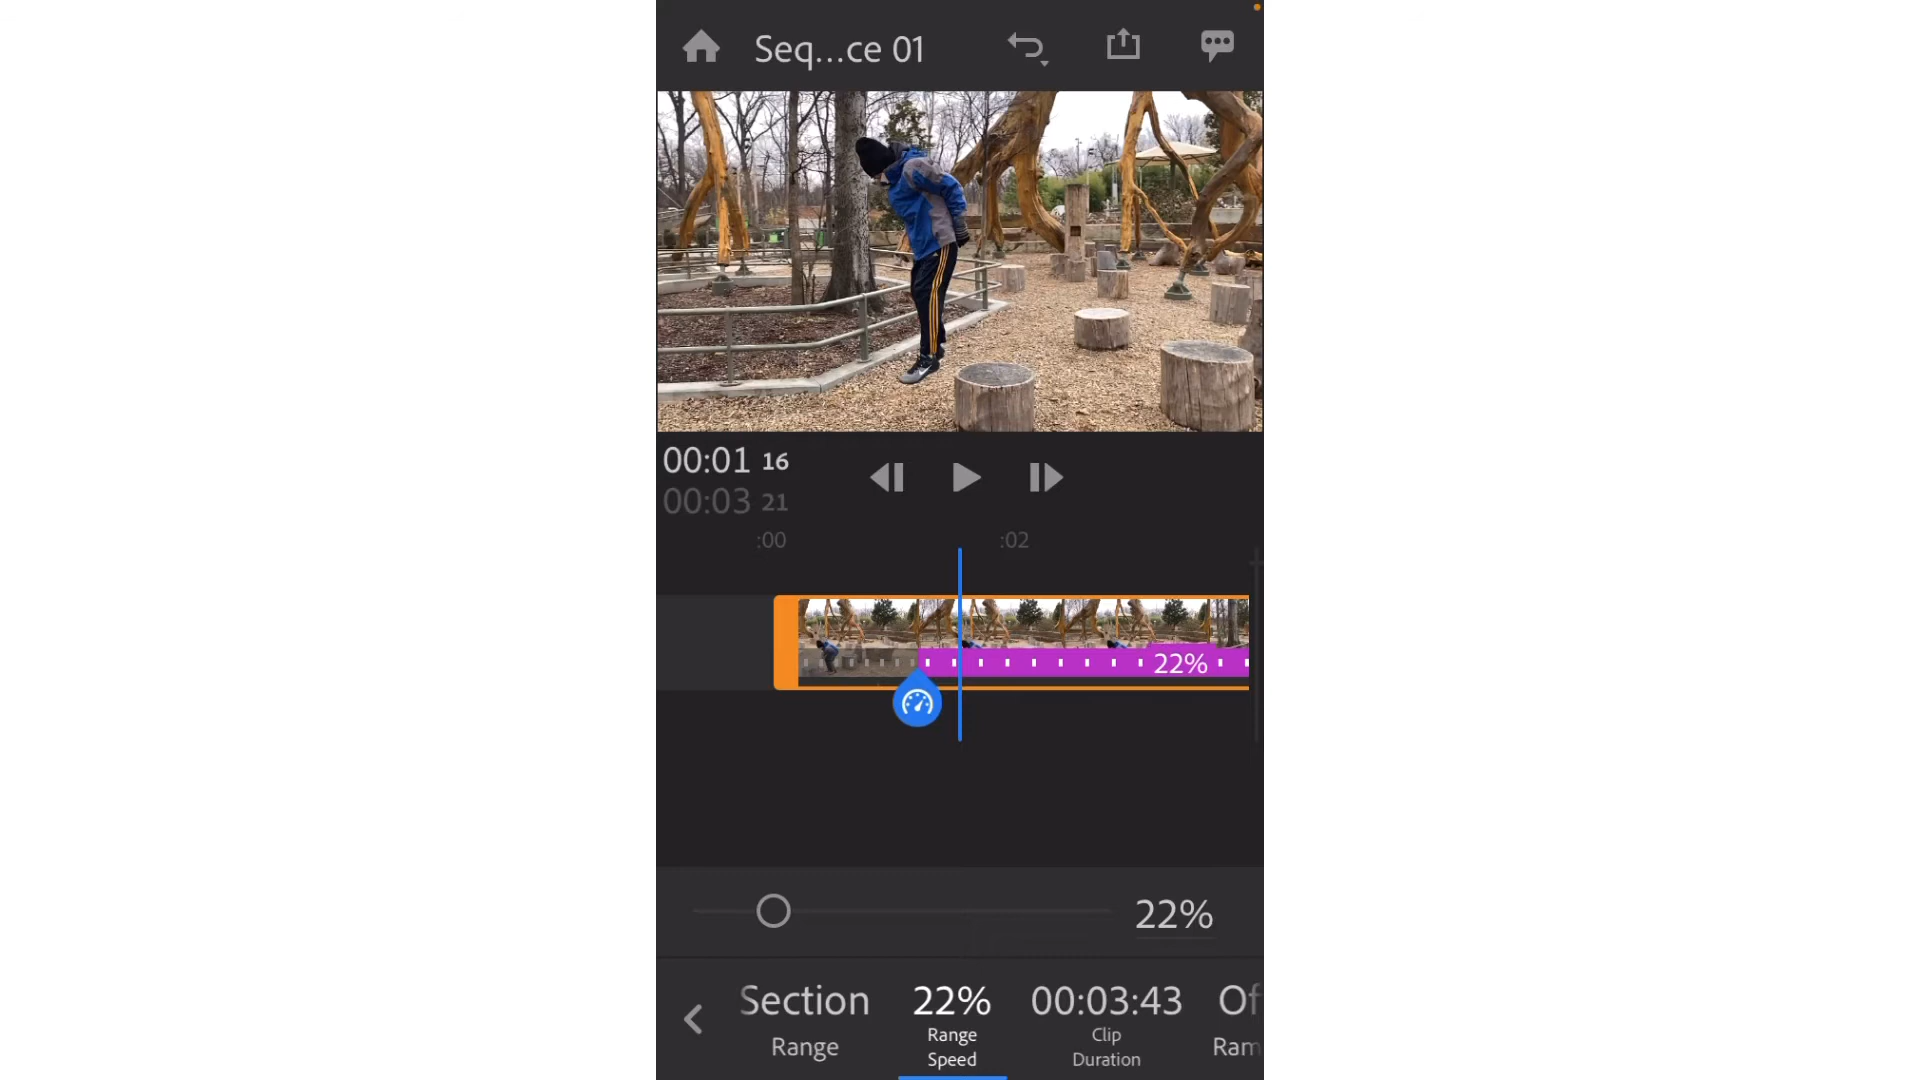 Seq...ce 01
00:01 16
00:03 21
:00 :02
22%
22%
Section 22% 00:03:43 Of
Range Range Speed Clip Duration Ram